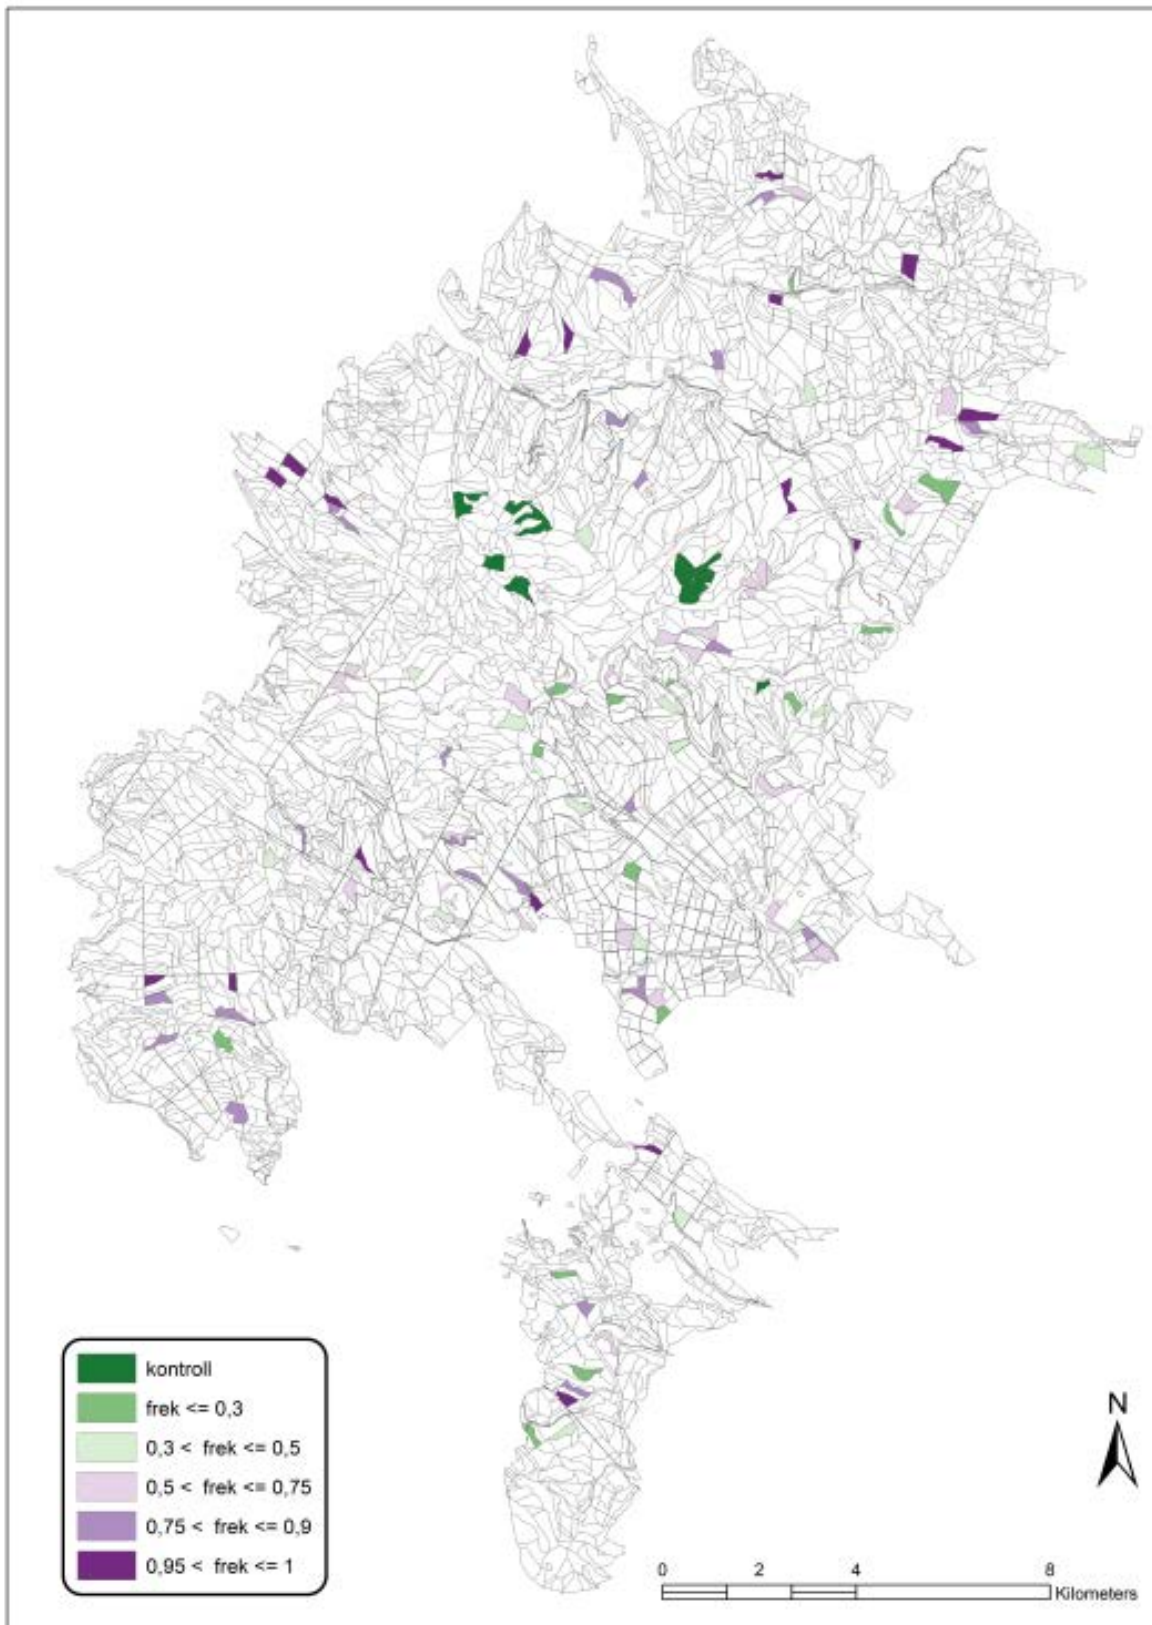 kontroll
frek <= 0,3
0,3 < frek <= 0,5
0,5 < frek <= 0,75
0,75 < frek <= 0,9
0,95 < frek <= 1
N
0 2 4 8
Kilometers